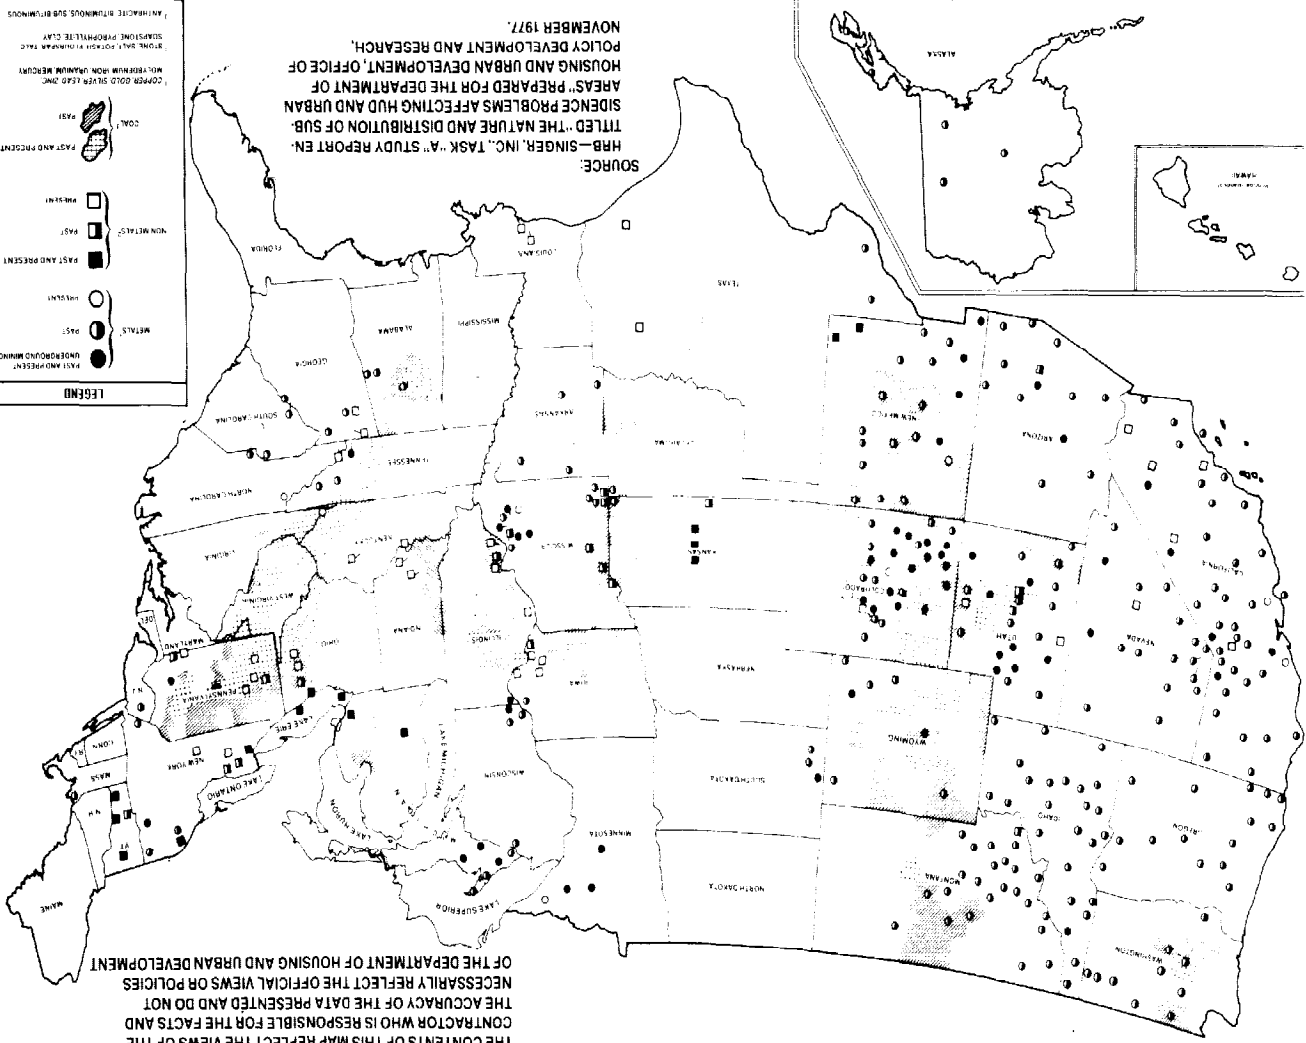 THE CONTENTS OF THIS MAP REFLECT THE VIEWS OF THE
CONTRACTOR WHO IS RESPONSIBLE FOR THE FACTS AND
THE ACCURACY OF THE DATA PRESENTED AND DO NOT
NECESSARILY REFLECT THE OFFICIAL VIEWS OR POLICIES
OF THE DEPARTMENT OF HOUSING AND URBAN DEVELOPMENT
WASHINGTON
MONTANA
NORTH DAKOTA
MINNESOTA
LAKE SUPERIOR
MAINE
IDAHO
SOUTH DAKOTA
WISCONSIN
LAKE MICHIGAN
LAKE HURON
VT
N.H.
LAKE ONTARIO
NEW YORK
MASS
CONN
WYOMING
NEBRASKA
LAKE ERIE
PENNSYLVANIA
N.J.
NEVADA
UTAH
COLORADO
KANSAS
ILLINOIS
OHIO
WEST VIRGINIA
MARYLAND
DEL
CALIFORNIA
KENTUCKY
VIRGINIA
ARIZONA
NEW MEXICO
ARKANSAS
TENNESSEE
NORTH CAROLINA
SOUTH CAROLINA
TEXAS
LOUISIANA
MISSISSIPPI
ALABAMA
GEORGIA
FLORIDA
HAWAII
ALASKA
SOURCE:
HRB—SINGER, INC., TASK "A" STUDY REPORT EN-
TITLED "THE NATURE AND DISTRIBUTION OF SUB-
SIDENCE PROBLEMS AFFECTING HUD AND URBAN
AREAS" PREPARED FOR THE DEPARTMENT OF
HOUSING AND URBAN DEVELOPMENT, OFFICE OF
POLICY DEVELOPMENT AND RESEARCH,
NOVEMBER 1977.
LEGEND
UNDERGROUND MINING
PAST AND PRESENT
PAST
PRESENT
METALS¹
PAST AND PRESENT
PAST
PRESENT
NON METALS²
PAST AND PRESENT
PAST
COAL³
¹ COPPER GOLD SILVER LEAD ZINC
MOLYBDENUM IRON, URANIUM, MERCURY
² STONE, SALT, POTASH FLUORSPAR TALC
SOAPSTONE, PYROPHYLLITE CLAY
³ ANTHRACITE BITUMINOUS, SUB BITUMINOUS